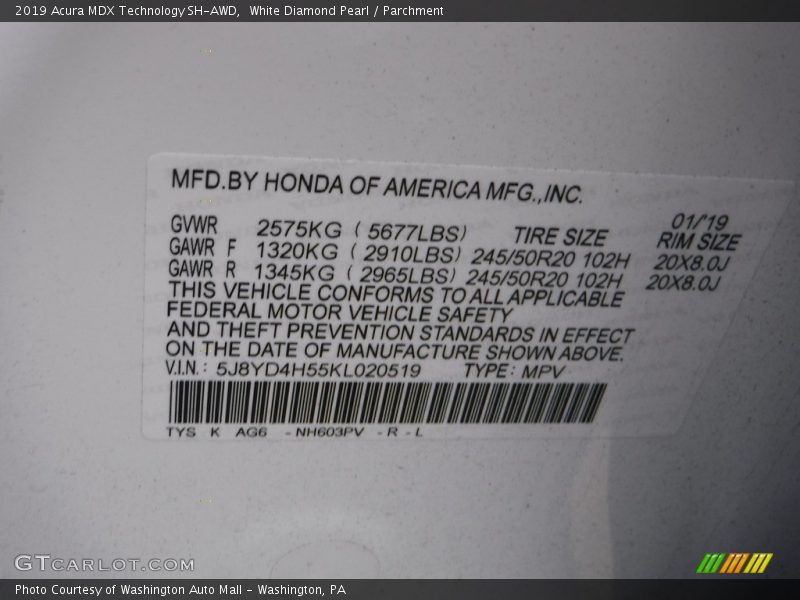 2019 Acura MDX Technology SH-AWD,  White Diamond Pearl / Parchment
MFD.BY HONDA OF AMERICA MFG.,INC.
01/'19
GVWR 2575KG ( 5677LBS) TIRE SIZE RIM SIZE
GAWR F 1320KG ( 2910LBS) 245/50R20 102H 20X8.0J
GAWR R 1345KG ( 2965LBS) 245/50R20 102H 20X8.0J
THIS VEHICLE CONFORMS TO ALL APPLICABLE
FEDERAL MOTOR VEHICLE SAFETY
AND THEFT PREVENTION STANDARDS IN EFFECT
ON THE DATE OF MANUFACTURE SHOWN ABOVE.
V.I.N.: 5J8YD4H55KL020519 TYPE: MPV
TYS K AG6 -NH603PV -R-L
GTCARLOT.COM
Photo Courtesy of Washington Auto Mall - Washington, PA